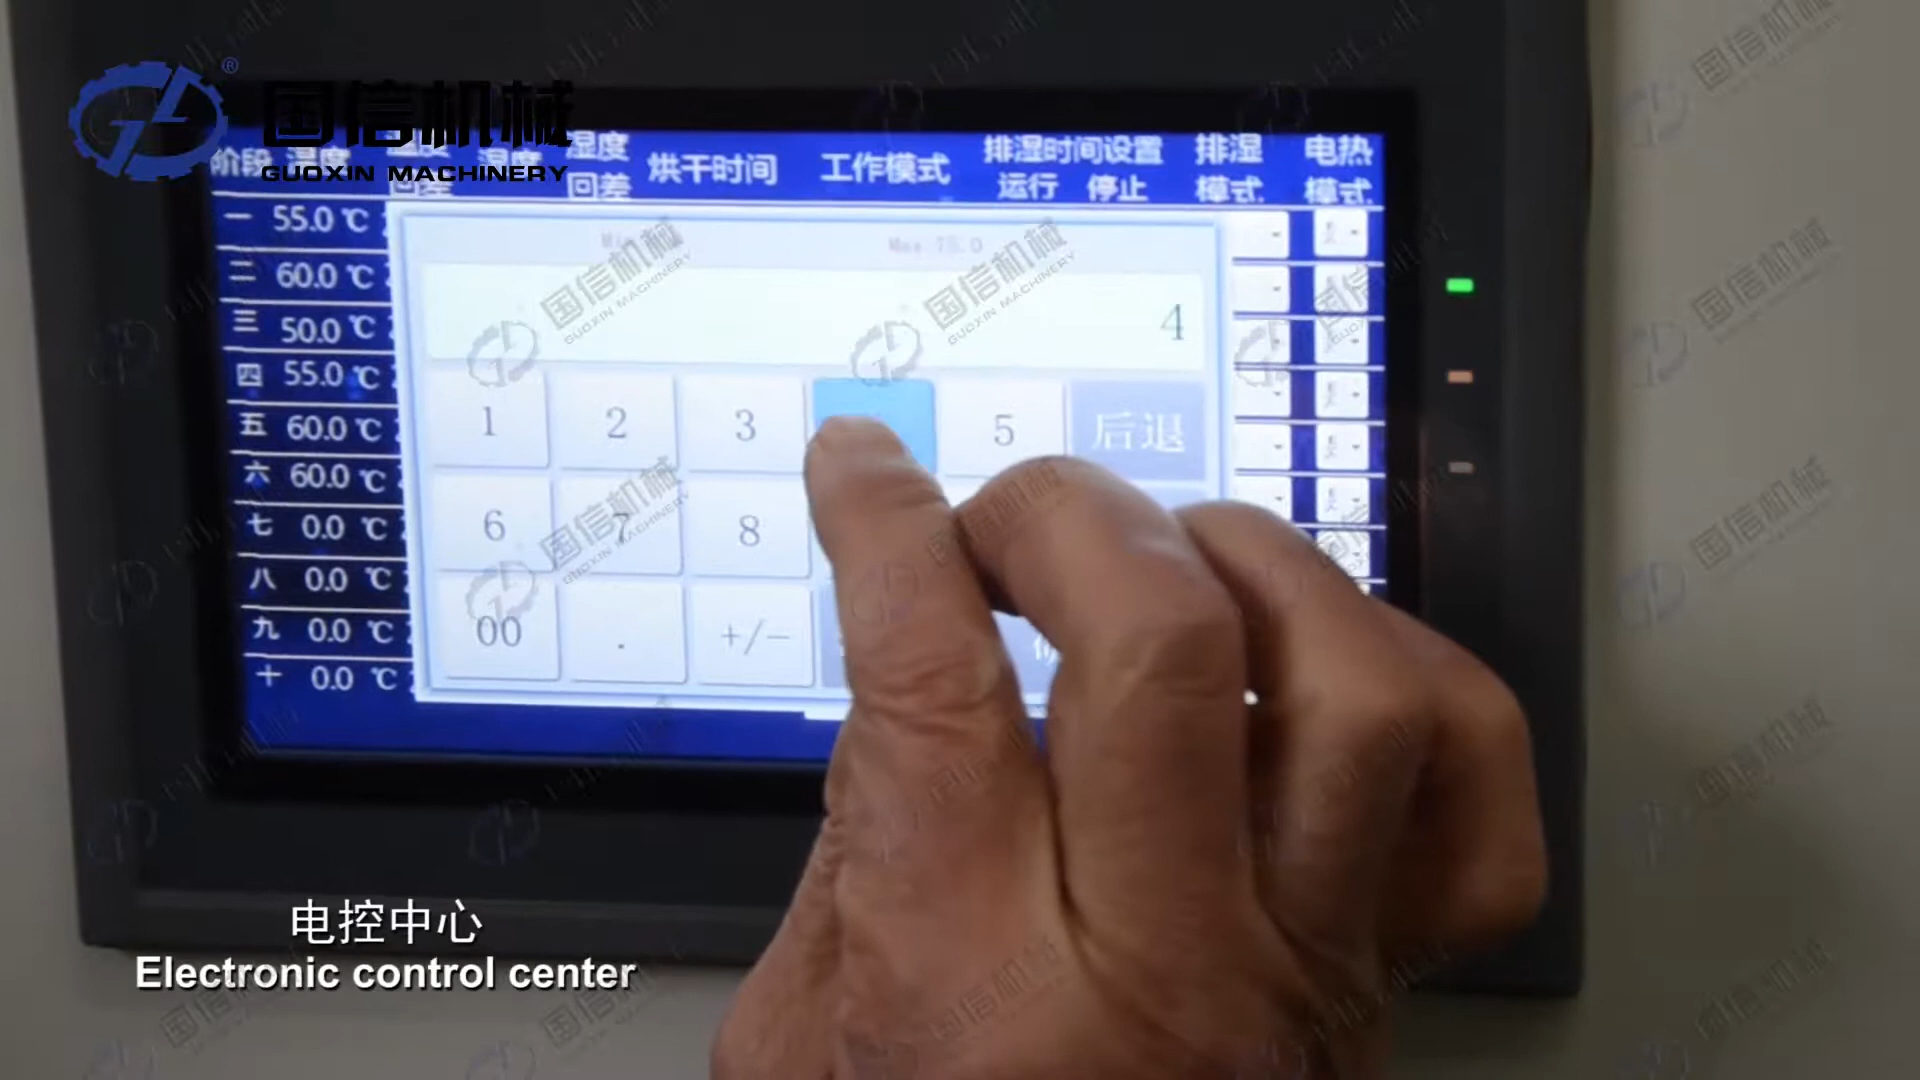 国信机械
GUOXIN MACHINERY
®
阶段 温度 温度回差 湿度 湿度回差 烘干时间 工作模式 排湿时间设置 运行 停止 排湿模式 电热模式
Max 75.0
4
一 55.0 ℃
二 60.0 ℃
三 50.0 ℃
四 55.0 ℃
五 60.0 ℃
六 60.0 ℃
七 0.0 ℃
八 0.0 ℃
九 0.0 ℃
十 0.0 ℃
1 2 3 5 后退
6 7 8
00 . +/-
电控中心
Electronic control center